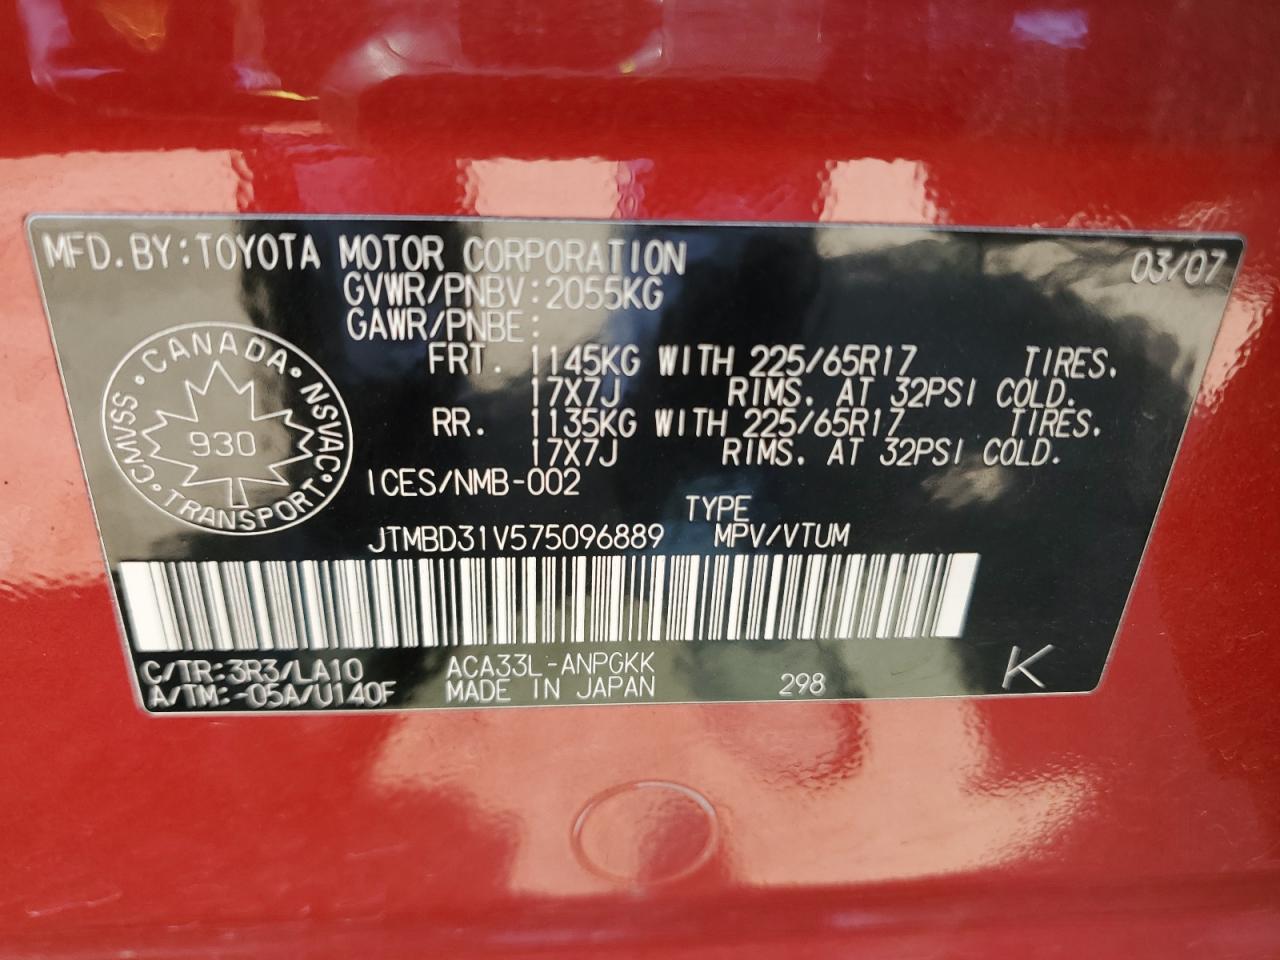 MFD. BY: TOYOTA MOTOR CORPORATION 03/07
GVWR/PNBV: 2055KG
GAWR/PNBE:
FRT. 1145KG WITH 225/65R17 TIRES.
17X7J RIMS. AT 32PSI COLD.
RR. 1135KG WITH 225/65R17 TIRES.
17X7J RIMS. AT 32PSI COLD.
CMVSS • CANADA • NSVAC • TRANSPORT •
930
ICES/NMB-002
TYPE
JTMBD31V575096889 MPV/VTUM
C/TR: 3R3/LA10 ACA33L-ANPGKK
A/TM: -05A/U140F MADE IN JAPAN 298 K